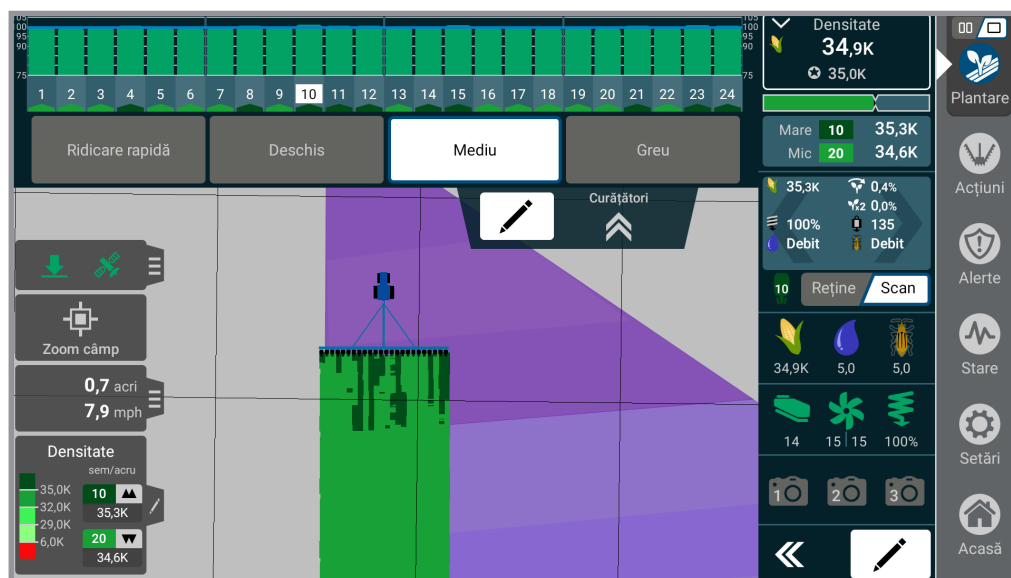 105
100
95
90
75
105
100
95
90
75
1 2 3 4 5 6 7 8 9 10 11 12 13 14 15 16 17 18 19 20 21 22 23 24
Ridicare rapidă
Deschis
Mediu
Greu
Curățători
Zoom câmp
0,7 acri
7,9 mph
Densitate
sem/acru
35,0K
32,0K
29,0K
6,0K
10
35,3K
20
34,6K
Densitate
34,9K
35,0K
Mare 10 35,3K
Mic 20 34,6K
35,3K 0,4%
x2 0,0%
100% 135
Debit Debit
10 Reține Scan
34,9K 5,0 5,0
14 15 15 100%
1 2 3
Plantare
Acțiuni
Alerte
Stare
Setări
Acasă